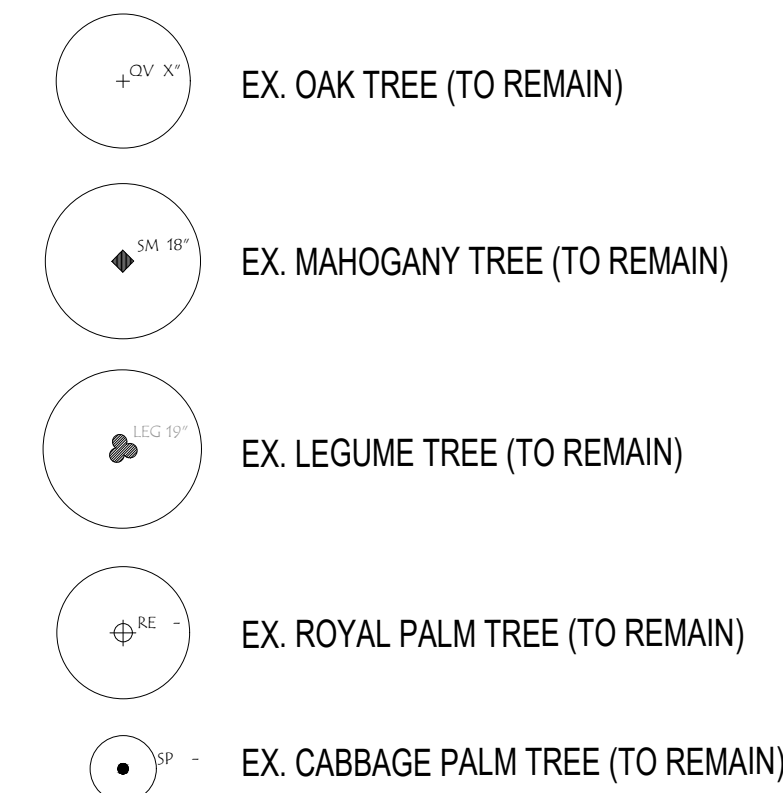 QV X"
EX. OAK TREE (TO REMAIN)
SM 18"
EX. MAHOGANY TREE (TO REMAIN)
LEG 19"
EX. LEGUME TREE (TO REMAIN)
RE -
EX. ROYAL PALM TREE (TO REMAIN)
SP -
EX. CABBAGE PALM TREE (TO REMAIN)